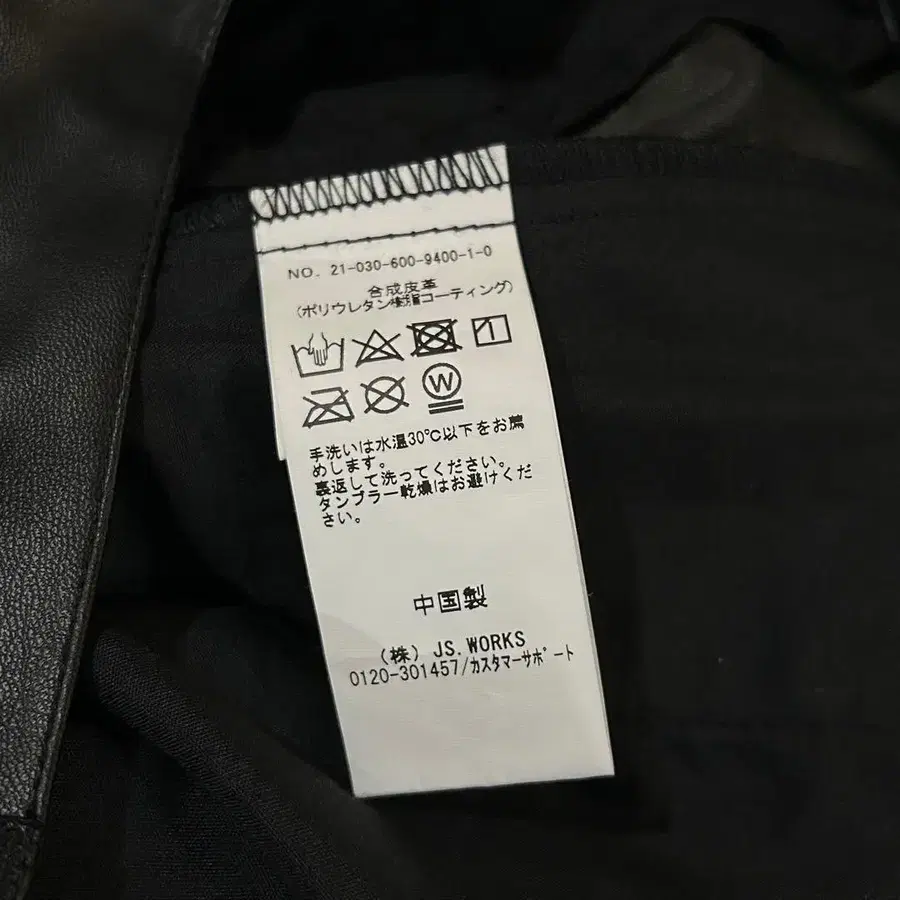 NO. 21-030-600-9400-1-0
合成皮革
(ポリウレタン樹脂コーティング)
W
手洗いは水温30℃以下をお薦
めします。
裏返して洗ってください。
タンブラー乾燥はお避けくだ
さい。
中国製
(株) JS.WORKS
0120-301457/カスタマーサポート